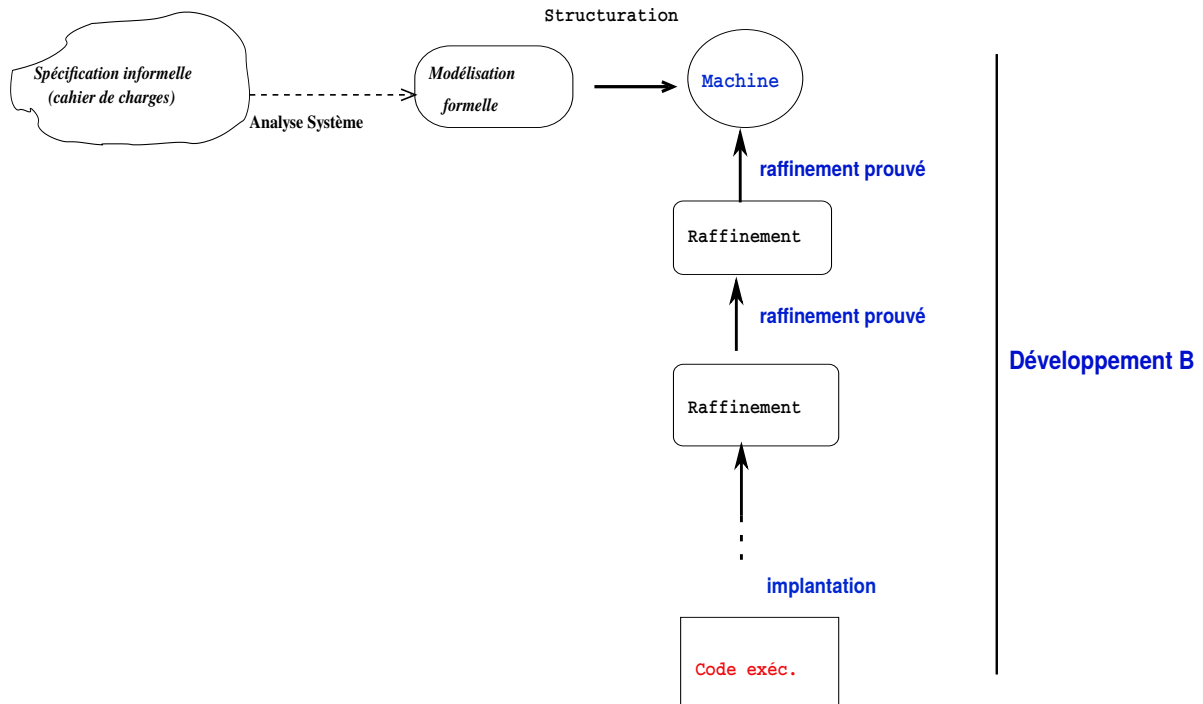 Structuration
Spécification informelle
(cahier de charges)
Analyse Système
Modélisation
formelle
Machine
raffinement prouvé
Raffinement
raffinement prouvé
Développement B
Raffinement
implantation
Code exéc.